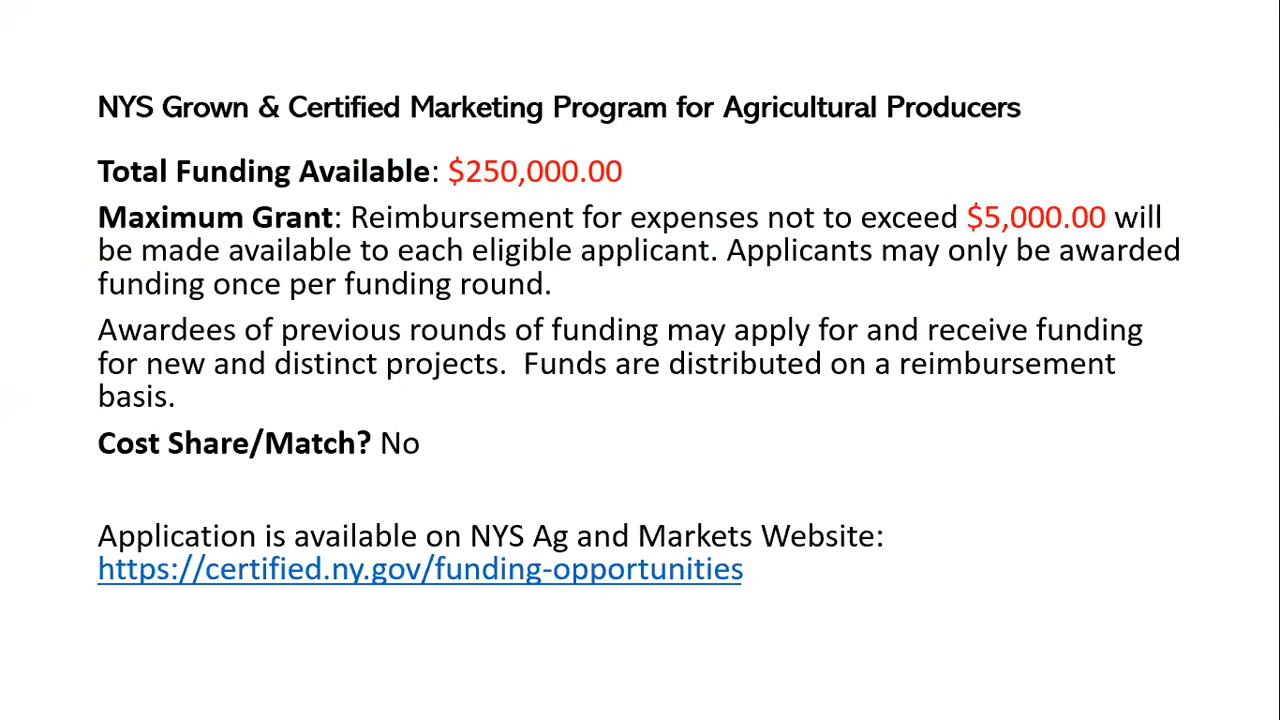 NYS Grown & Certified Marketing Program for Agricultural Producers
Total Funding Available: $250,000.00
Maximum Grant: Reimbursement for expenses not to exceed $5,000.00 will
be made available to each eligible applicant. Applicants may only be awarded
funding once per funding round.
Awardees of previous rounds of funding may apply for and receive funding
for new and distinct projects.  Funds are distributed on a reimbursement
basis.
Cost Share/Match? No
Application is available on NYS Ag and Markets Website:
https://certified.ny.gov/funding-opportunities